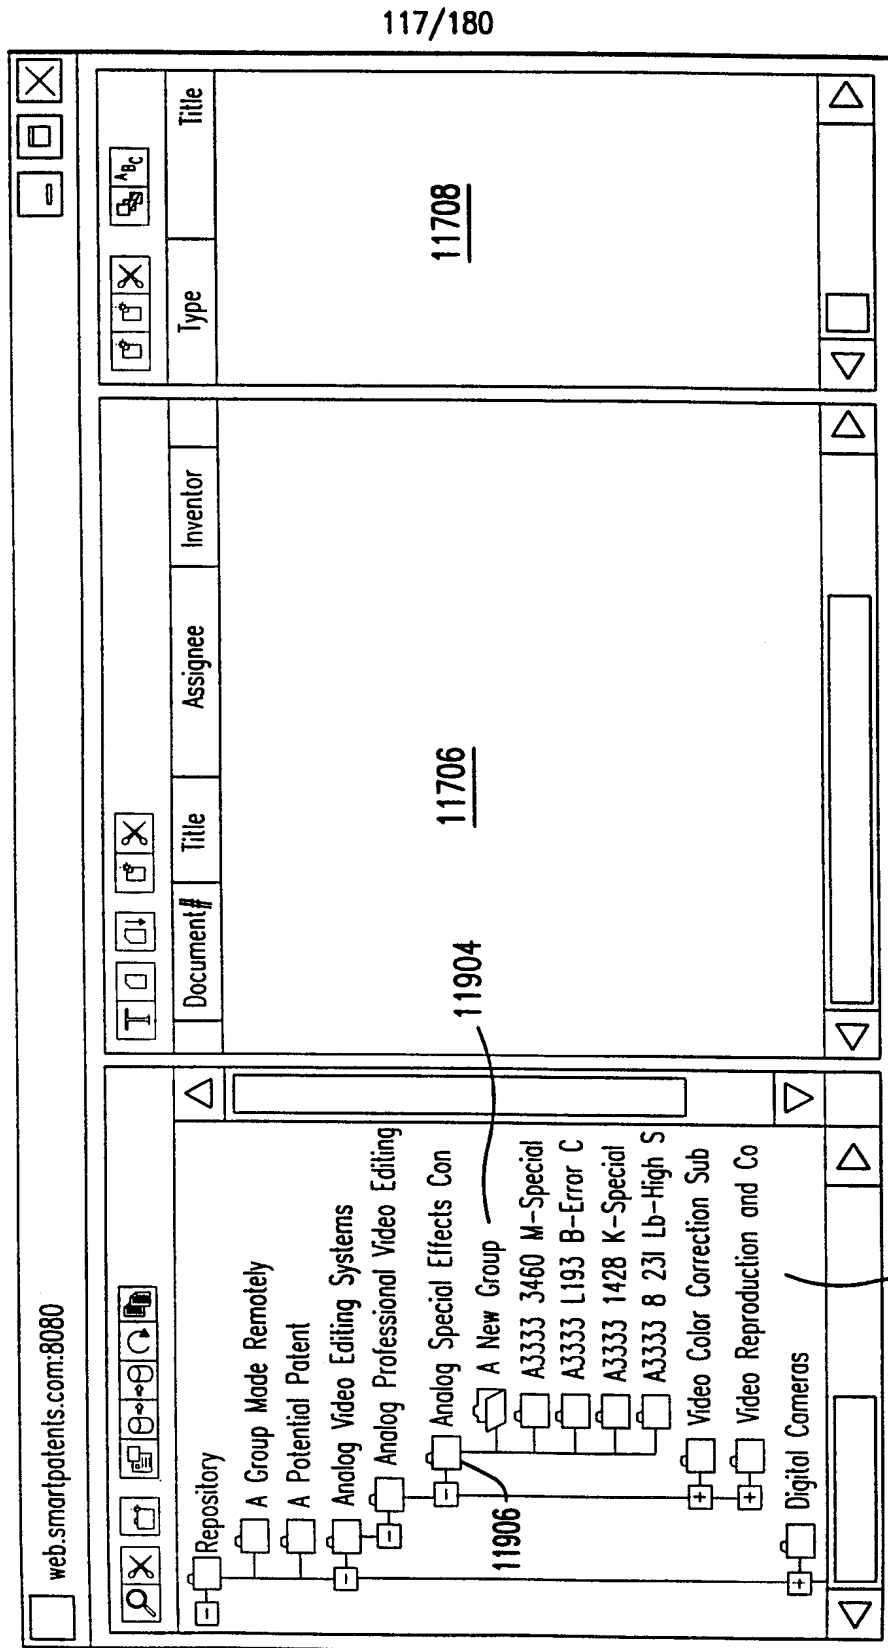 117/180
web.smartpatents.com:8080
Repository
A Group Made Remotely
A Potential Patent
Analog Video Editing Systems
Analog Professional Video Editing
Analog Special Effects Con
A New Group
A3333 3460 M-Special
A3333 L193 B-Error C
A3333 1428 K-Special
A3333 8 23l Lb-High S
Video Color Correction Sub
Video Reproduction and Co
Digital Cameras
11906
11904
T
Document# Title Assignee Inventor
11706
ABC
Type Title
11708